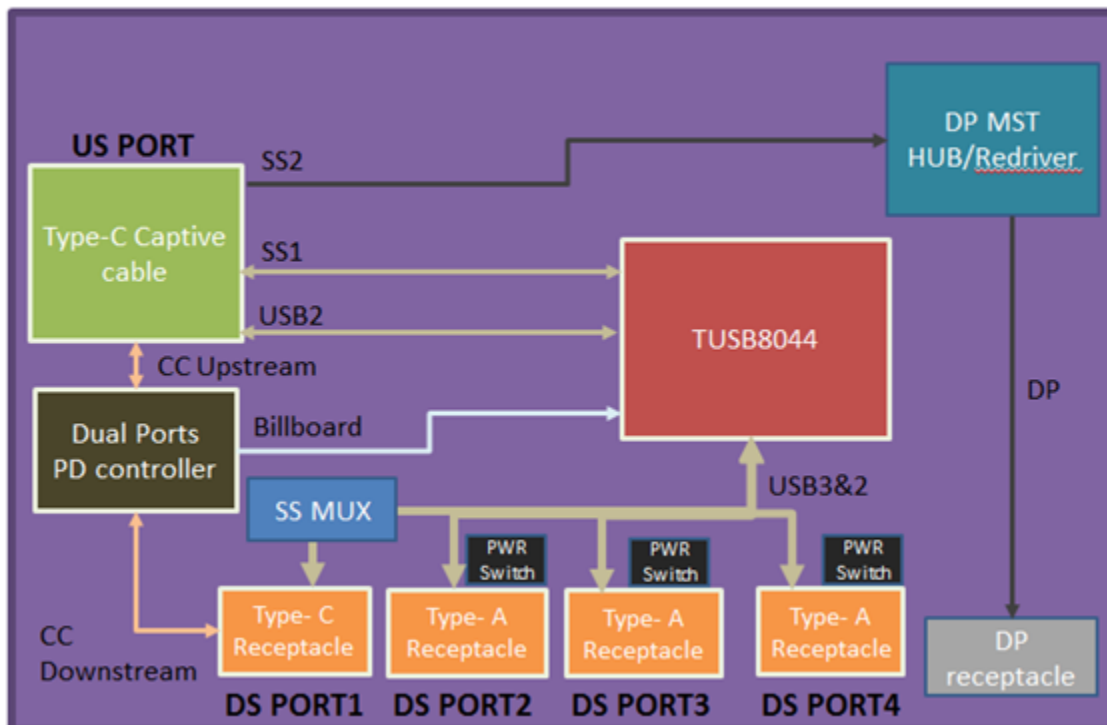 US PORT
Type-C Captive
cable
SS2
SS1
USB2
DP MST
HUB/Redriver
TUSB8044
CC Upstream
Dual Ports
PD controller
Billboard
DP
SS MUX
USB3&2
PWR
Switch
PWR
Switch
PWR
Switch
Type- C
Receptacle
Type- A
Receptacle
Type- A
Receptacle
Type- A
Receptacle
CC
Downstream
DP
receptacle
DS PORT1
DS PORT2
DS PORT3
DS PORT4